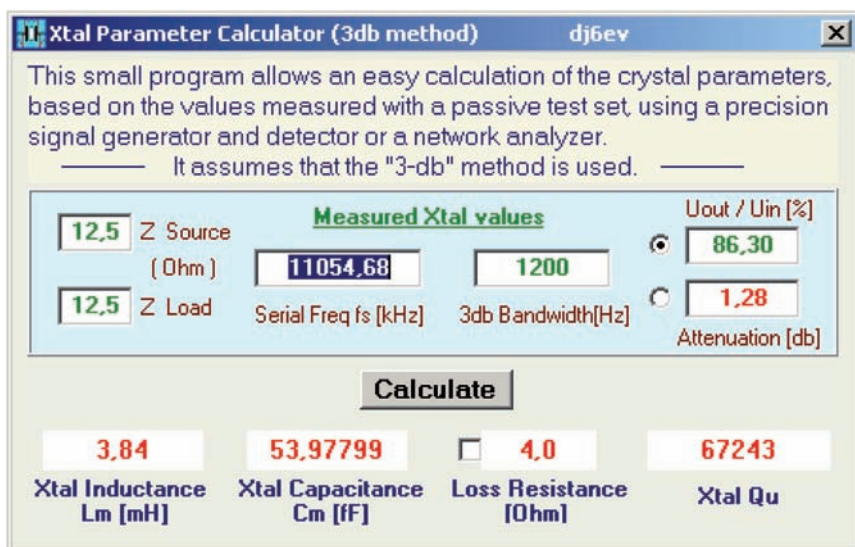 Xtal Parameter Calculator (3db method) dj6ev
This small program allows an easy calculation of the crystal parameters,
based on the values measured with a passive test set, using a precision
signal generator and detector or a network analyzer.
It assumes that the "3-db" method is used.
Measured Xtal values
Uout / Uin [%]
12,5 Z Source
86,30
( Ohm )
11054,68 1200
12,5 Z Load
1,28
Serial Freq fs [kHz] 3db Bandwidth[Hz]
Attenuation [db]
Calculate
3,84 53,97799 4,0 67243
Xtal Inductance Xtal Capacitance Loss Resistance Xtal Qu
Lm [mH] Cm [fF] [Ohm]